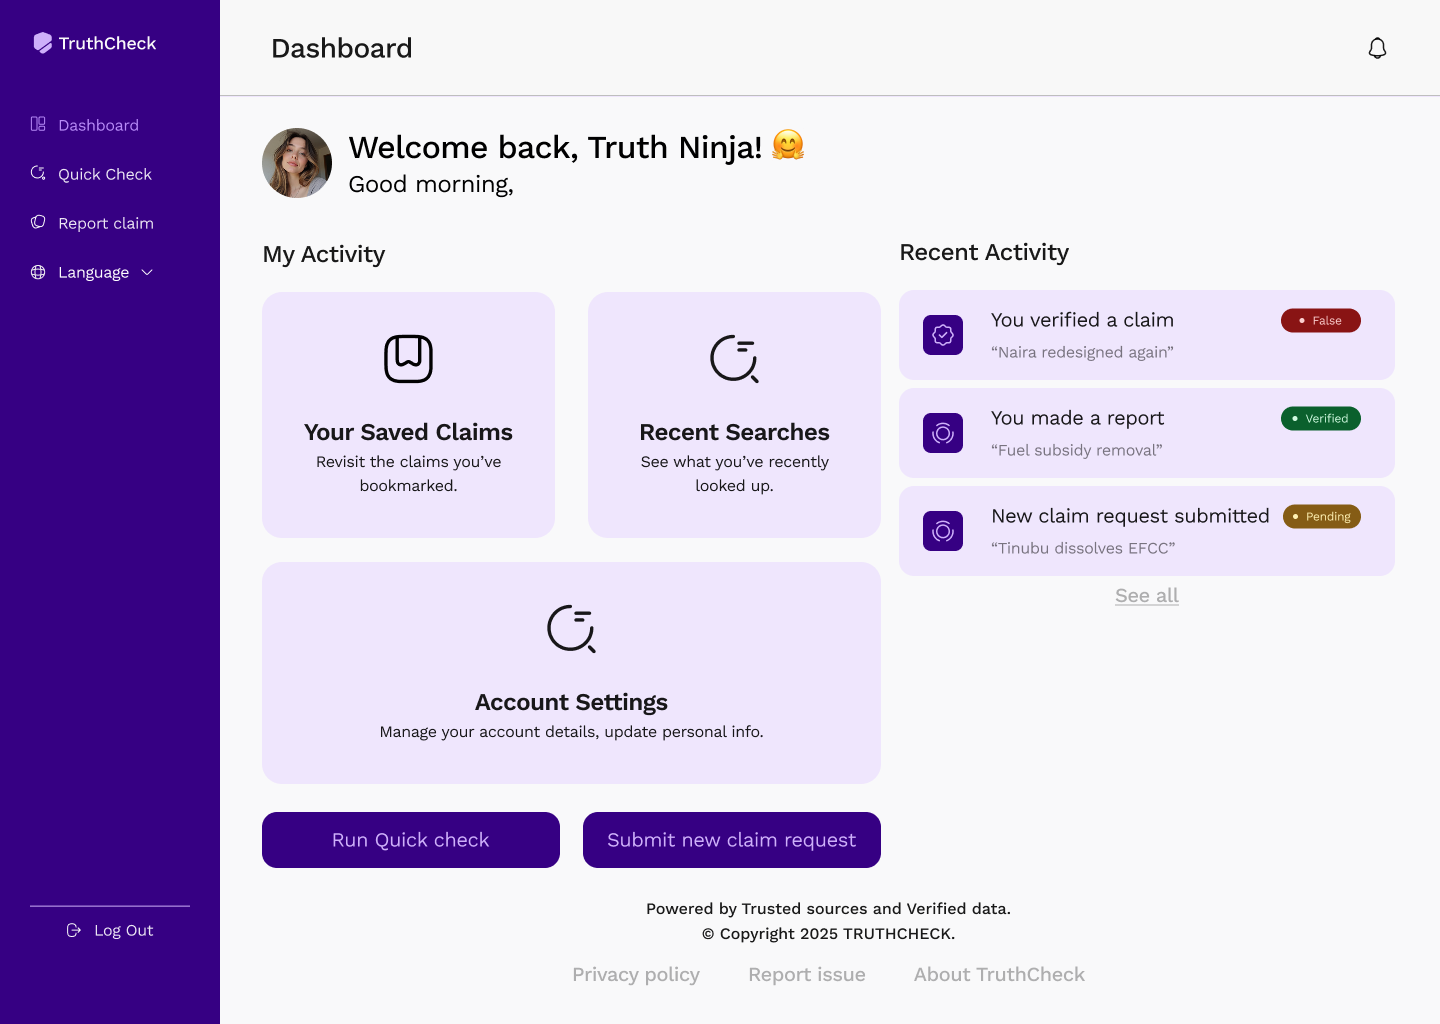 TruthCheck
Dashboard
Quick Check
Report claim
Language
Log Out
Dashboard
Welcome back, Truth Ninja! 🤗
Good morning,
My Activity
Your Saved Claims
Revisit the claims you’ve
bookmarked.
Recent Searches
See what you’ve recently
looked up.
Account Settings
Manage your account details, update personal info.
Run Quick check
Submit new claim request
Recent Activity
You verified a claim
False
“Naira redesigned again”
You made a report
Verified
“Fuel subsidy removal”
New claim request submitted
Pending
“Tinubu dissolves EFCC”
See all
Powered by Trusted sources and Verified data.
© Copyright 2025 TRUTHCHECK.
Privacy policy
Report issue
About TruthCheck